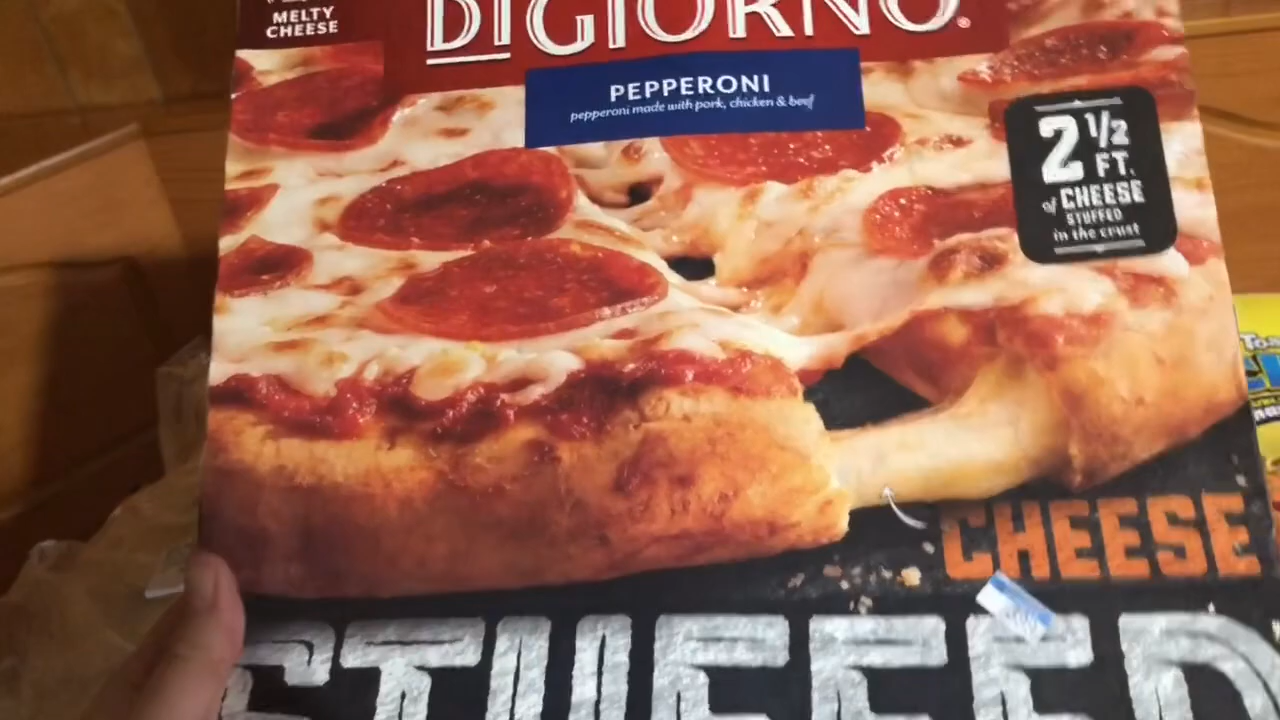 MELTY
CHEESE
DIGIORNO®
PEPPERONI
pepperoni made with pork, chicken & beef
2 ½
FT.
of CHEESE
STUFFED
in the crust
CHEESE
STUFFED